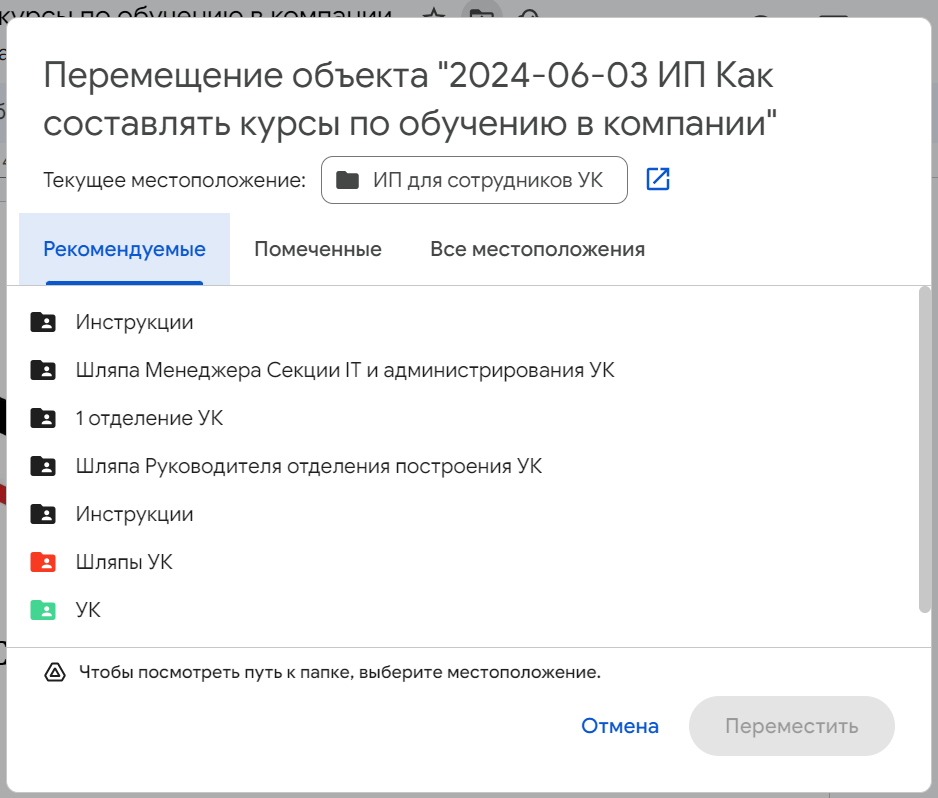 курсы по обучению в компании
Перемещение объекта "2024-06-03 ИП Как
составлять курсы по обучению в компании"
Текущее местоположение: ИП для сотрудников УК
Рекомендуемые Помеченные Все местоположения
Инструкции
Шляпа Менеджера Секции IT и администрирования УК
1 отделение УК
Шляпа Руководителя отделения построения УК
Инструкции
Шляпы УК
УК
Чтобы посмотреть путь к папке, выберите местоположение.
Отмена Переместить